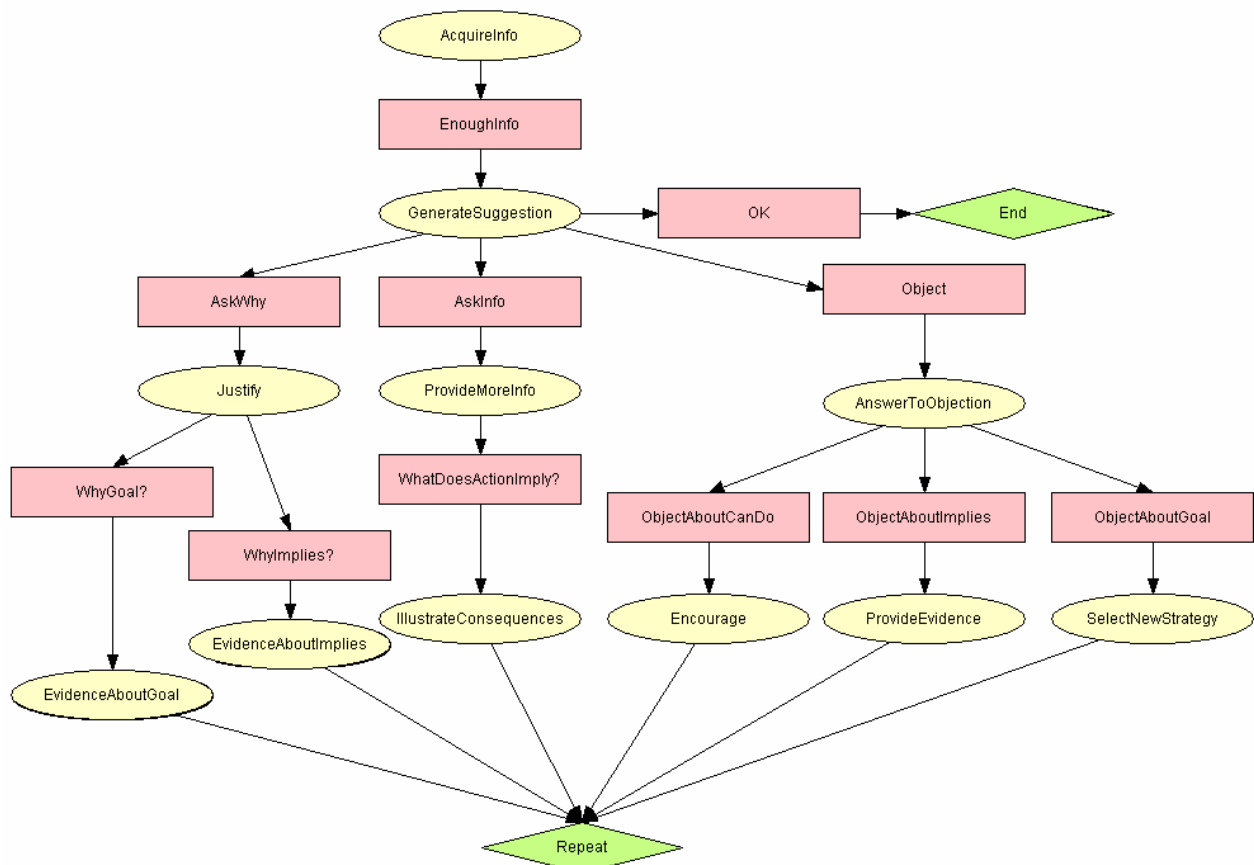 AcquireInfo
EnoughInfo
GenerateSuggestion
OK
End
AskWhy
AskInfo
Object
Justify
ProvideMoreInfo
AnswerToObjection
WhyGoal?
WhatDoesActionImply?
ObjectAboutCanDo
ObjectAboutImplies
ObjectAboutGoal
WhyImplies?
IllustrateConsequences
Encourage
ProvideEvidence
SelectNewStrategy
EvidenceAboutImplies
EvidenceAboutGoal
Repeat